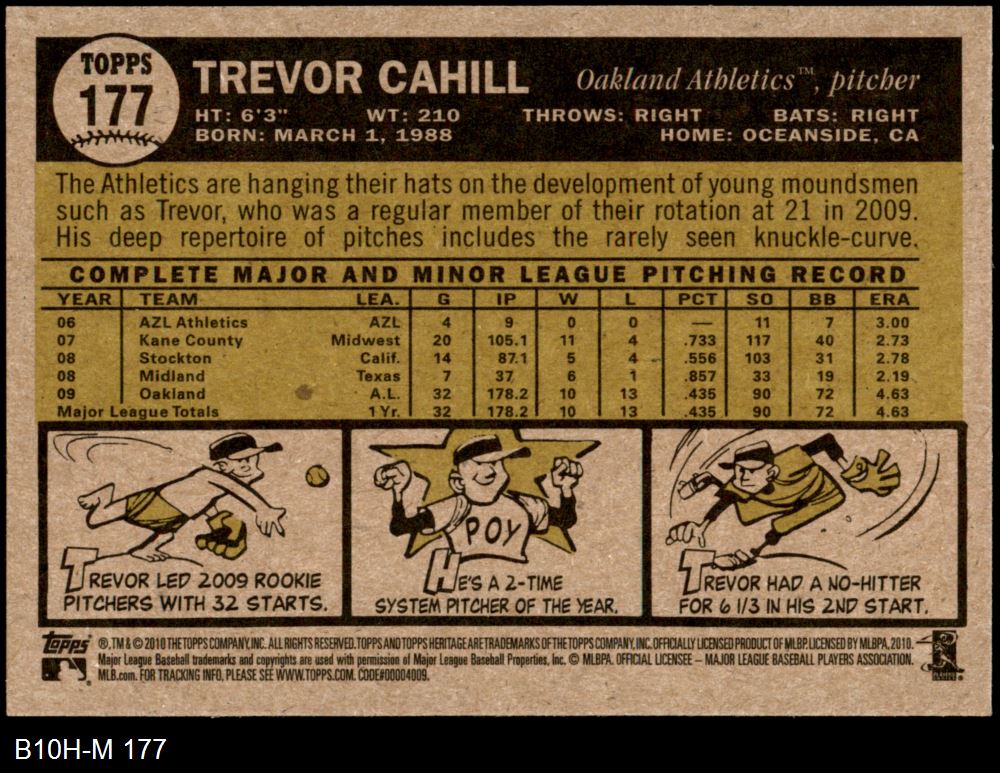 TOPPS
177
TREVOR CAHILL
Oakland Athletics™, pitcher
HT: 6'3" WT: 210 THROWS: RIGHT BATS: RIGHT
BORN: MARCH 1, 1988 HOME: OCEANSIDE, CA
The Athletics are hanging their hats on the development of young moundsmen
such as Trevor, who was a regular member of their rotation at 21 in 2009.
His deep repertoire of pitches includes the rarely seen knuckle-curve.
COMPLETE MAJOR AND MINOR LEAGUE PITCHING RECORD
YEAR TEAM LEA. G IP W L PCT SO BB ERA
06 AZL Athletics AZL 4 9 0 0 — 11 7 3.00
07 Kane County Midwest 20 105.1 11 4 .733 117 40 2.73
08 Stockton Calif. 14 87.1 5 4 .556 103 31 2.78
08 Midland Texas 7 37 6 1 .857 33 19 2.19
09 Oakland A.L. 32 178.2 10 13 .435 90 72 4.63
Major League Totals 1 Yr. 32 178.2 10 13 .435 90 72 4.63
TREVOR LED 2009 ROOKIE
PITCHERS WITH 32 STARTS.
POY
HE'S A 2-TIME
SYSTEM PITCHER OF THE YEAR.
TREVOR HAD A NO-HITTER
FOR 6 1/3 IN HIS 2ND START.
topps ®, TM & © 2010 THE TOPPS COMPANY, INC. ALL RIGHTS RESERVED. TOPPS AND TOPPS HERITAGE ARE TRADEMARKS OF THE TOPPS COMPANY, INC. OFFICIALLY LICENSED PRODUCT OF MLBP. LICENSED BY MLBPA, 2010.
Major League Baseball trademarks and copyrights are used with permission of Major League Baseball Properties, Inc. © MLBPA. OFFICIAL LICENSEE – MAJOR LEAGUE BASEBALL PLAYERS ASSOCIATION.
MLB.com. FOR TRACKING INFO, PLEASE SEE WWW.TOPPS.COM. CODE#00004009.
B10H-M 177